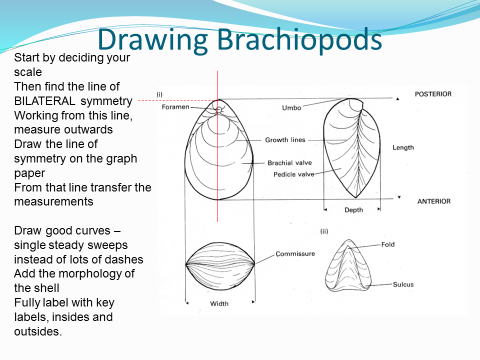 Drawing Brachiopods
Start by deciding your
scale
Then find the line of
BILATERAL symmetry
Working from this line,
measure outwards
Draw the line of
symmetry on the graph
paper
From that line transfer the
measurements
Draw good curves –
single steady sweeps
instead of lots of dashes
Add the morphology of
the shell
Fully label with key
labels, insides and
outsides.
(i)
POSTERIOR
Foramen
Umbo
Growth lines
Length
Brachial valve
Pedicle valve
ANTERIOR
Depth
(ii)
Fold
Commissure
Sulcus
Width